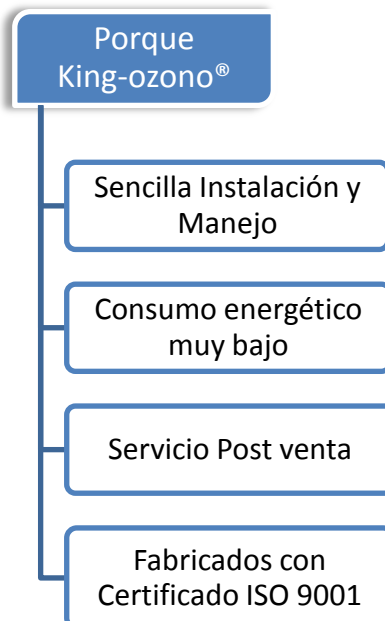 Porque
King-ozono®
Sencilla Instalación y
Manejo
Consumo energético
muy bajo
Servicio Post venta
Fabricados con
Certificado ISO 9001